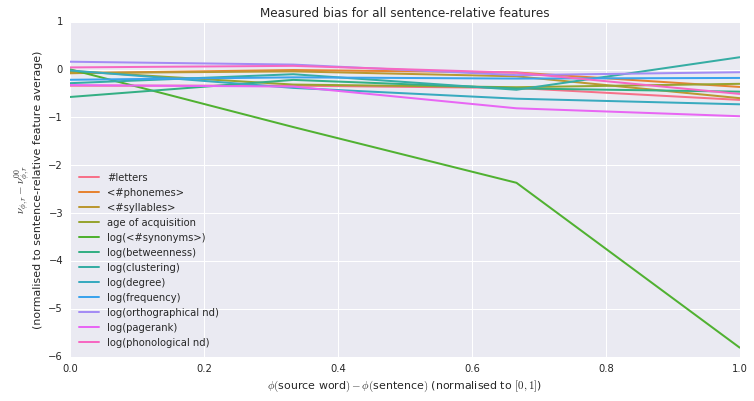 Measured bias for all sentence-relative features
1
0
−1
−2
−3
−4
−5
−6
ν_{ϕ,r} − ν^{00}_{ϕ,r}
(normalised to sentence-relative feature average)
#letters
<#phonemes>
<#syllables>
age of acquisition
log(<#synonyms>)
log(betweenness)
log(clustering)
log(degree)
log(frequency)
log(orthographical nd)
log(pagerank)
log(phonological nd)
0.0 0.2 0.4 0.6 0.8 1.0
ϕ(source word) − ϕ(sentence) (normalised to [0, 1])